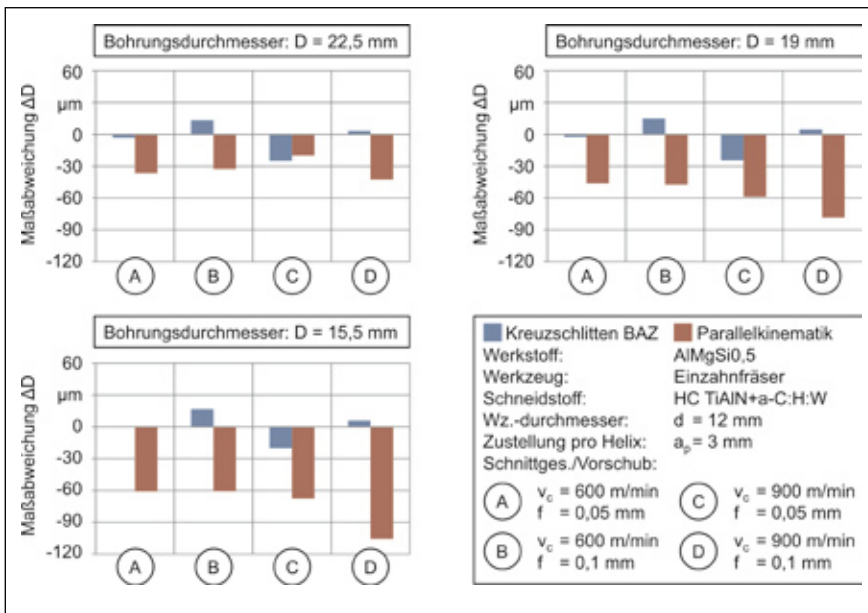 Bohrungsdurchmesser: D = 22,5 mm
Maßabweichung ΔD
60
µm
0
-30
-60
-90
-120
A B C D
Bohrungsdurchmesser: D = 19 mm
Maßabweichung ΔD
60
µm
0
-30
-60
-90
-120
A B C D
Bohrungsdurchmesser: D = 15,5 mm
Maßabweichung ΔD
60
µm
0
-30
-60
-90
-120
A B C D
Kreuzschlitten BAZ Parallelkinematik
Werkstoff: AlMgSi0,5
Werkzeug: Einzahnfräser
Schneidstoff: HC TiAlN+a-C:H:W
Wz.-durchmesser: d = 12 mm
Zustellung pro Helix: ap = 3 mm
Schnittges./Vorschub:
A vc = 600 m/min
f = 0,05 mm
C vc = 900 m/min
f = 0,05 mm
B vc = 600 m/min
f = 0,1 mm
D vc = 900 m/min
f = 0,1 mm